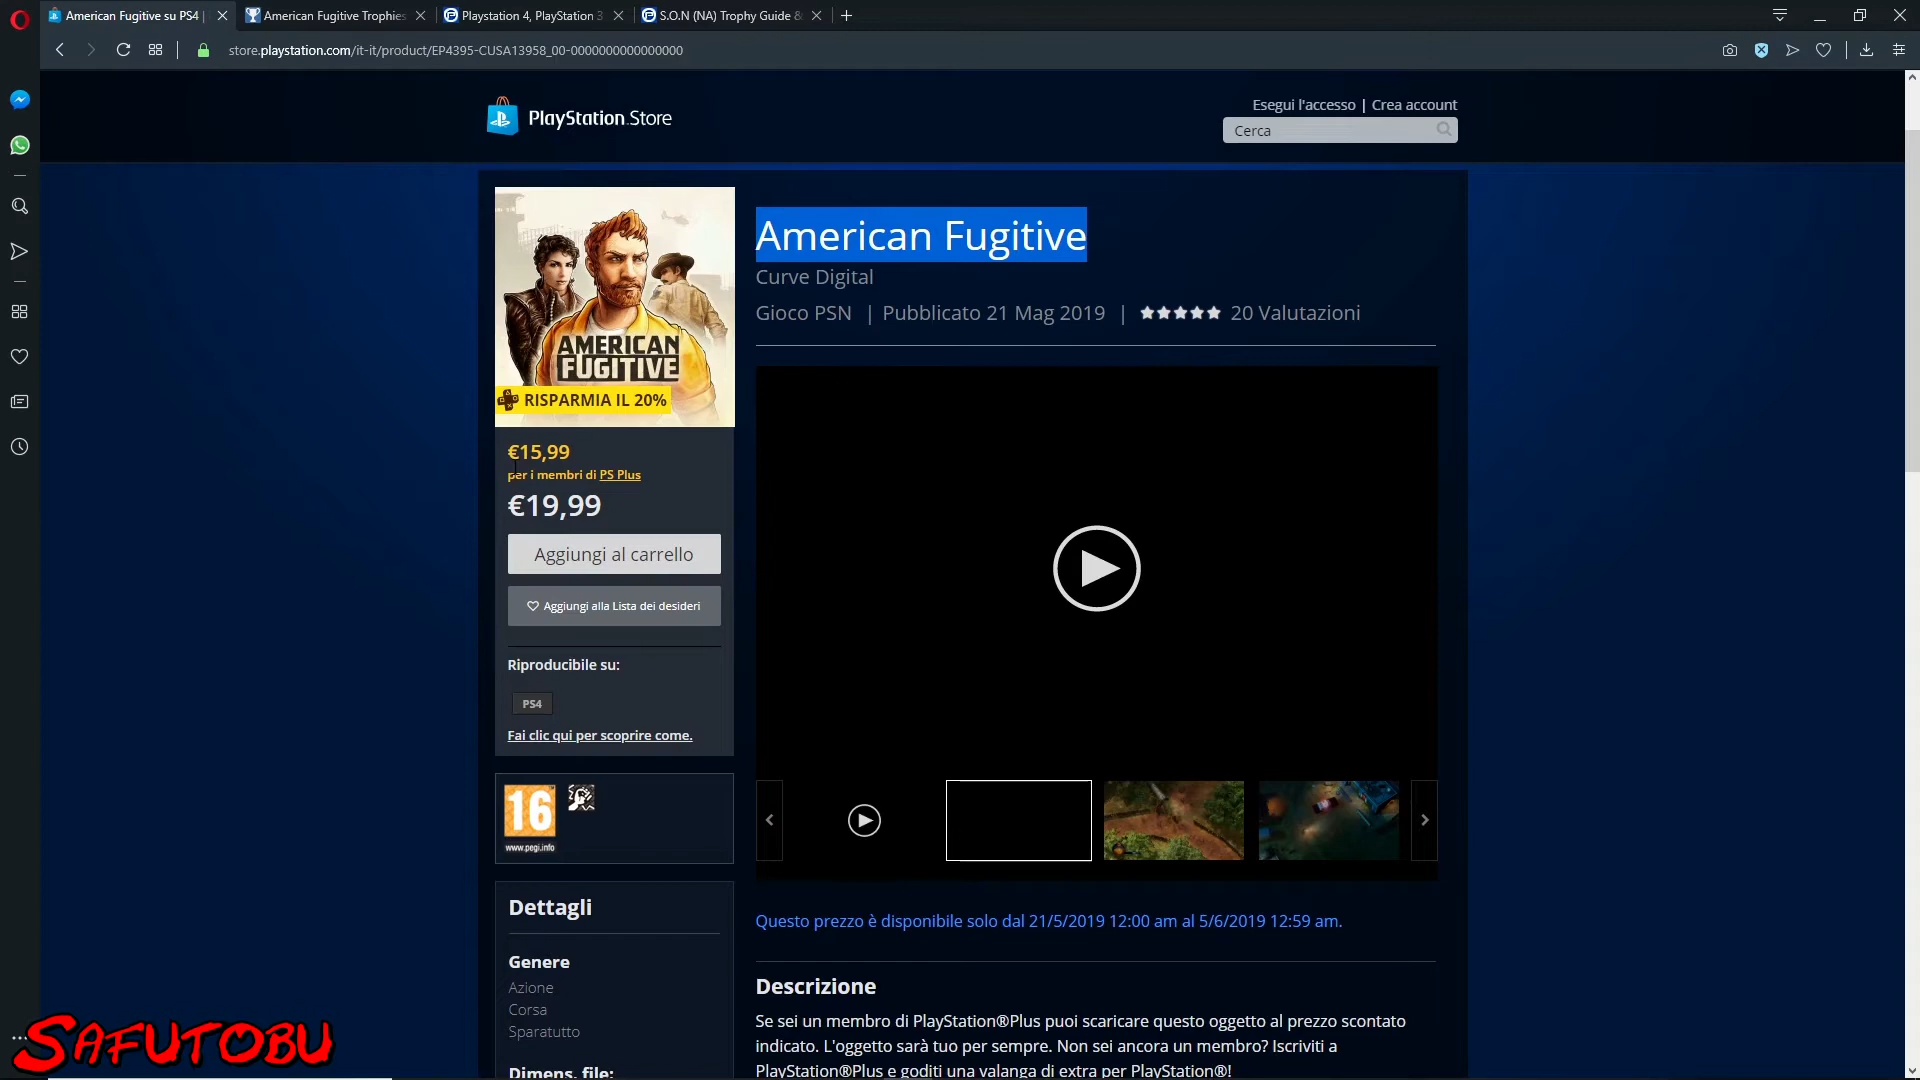 American Fugitive su PS4 |
American Fugitive Trophies
Playstation 4, PlayStation 3
S.O.N (NA) Trophy Guide &
store.playstation.com/it-it/product/EP4395-CUSA13958_00-0000000000000000
PlayStation.Store
Esegui l'accesso | Crea account
Cerca
AMERICAN
FUGITIVE
RISPARMIA IL 20%
€15,99
per i membri di PS Plus
€19,99
Aggiungi al carrello
Aggiungi alla Lista dei desideri
Riproducibile su:
PS4
Fai clic qui per scoprire come.
16
www.pegi.info
Dettagli
Genere
Azione
Corsa
Sparatutto
Dimens. file:
American Fugitive
Curve Digital
Gioco PSN | Pubblicato 21 Mag 2019 | ★★★★★ 20 Valutazioni
Questo prezzo è disponibile solo dal 21/5/2019 12:00 am al 5/6/2019 12:59 am.
Descrizione
Se sei un membro di PlayStation®Plus puoi scaricare questo oggetto al prezzo scontato
indicato. L'oggetto sarà tuo per sempre. Non sei ancora un membro? Iscriviti a
PlayStation®Plus e goditi una valanga di extra per PlayStation®!
SAFUTOBU